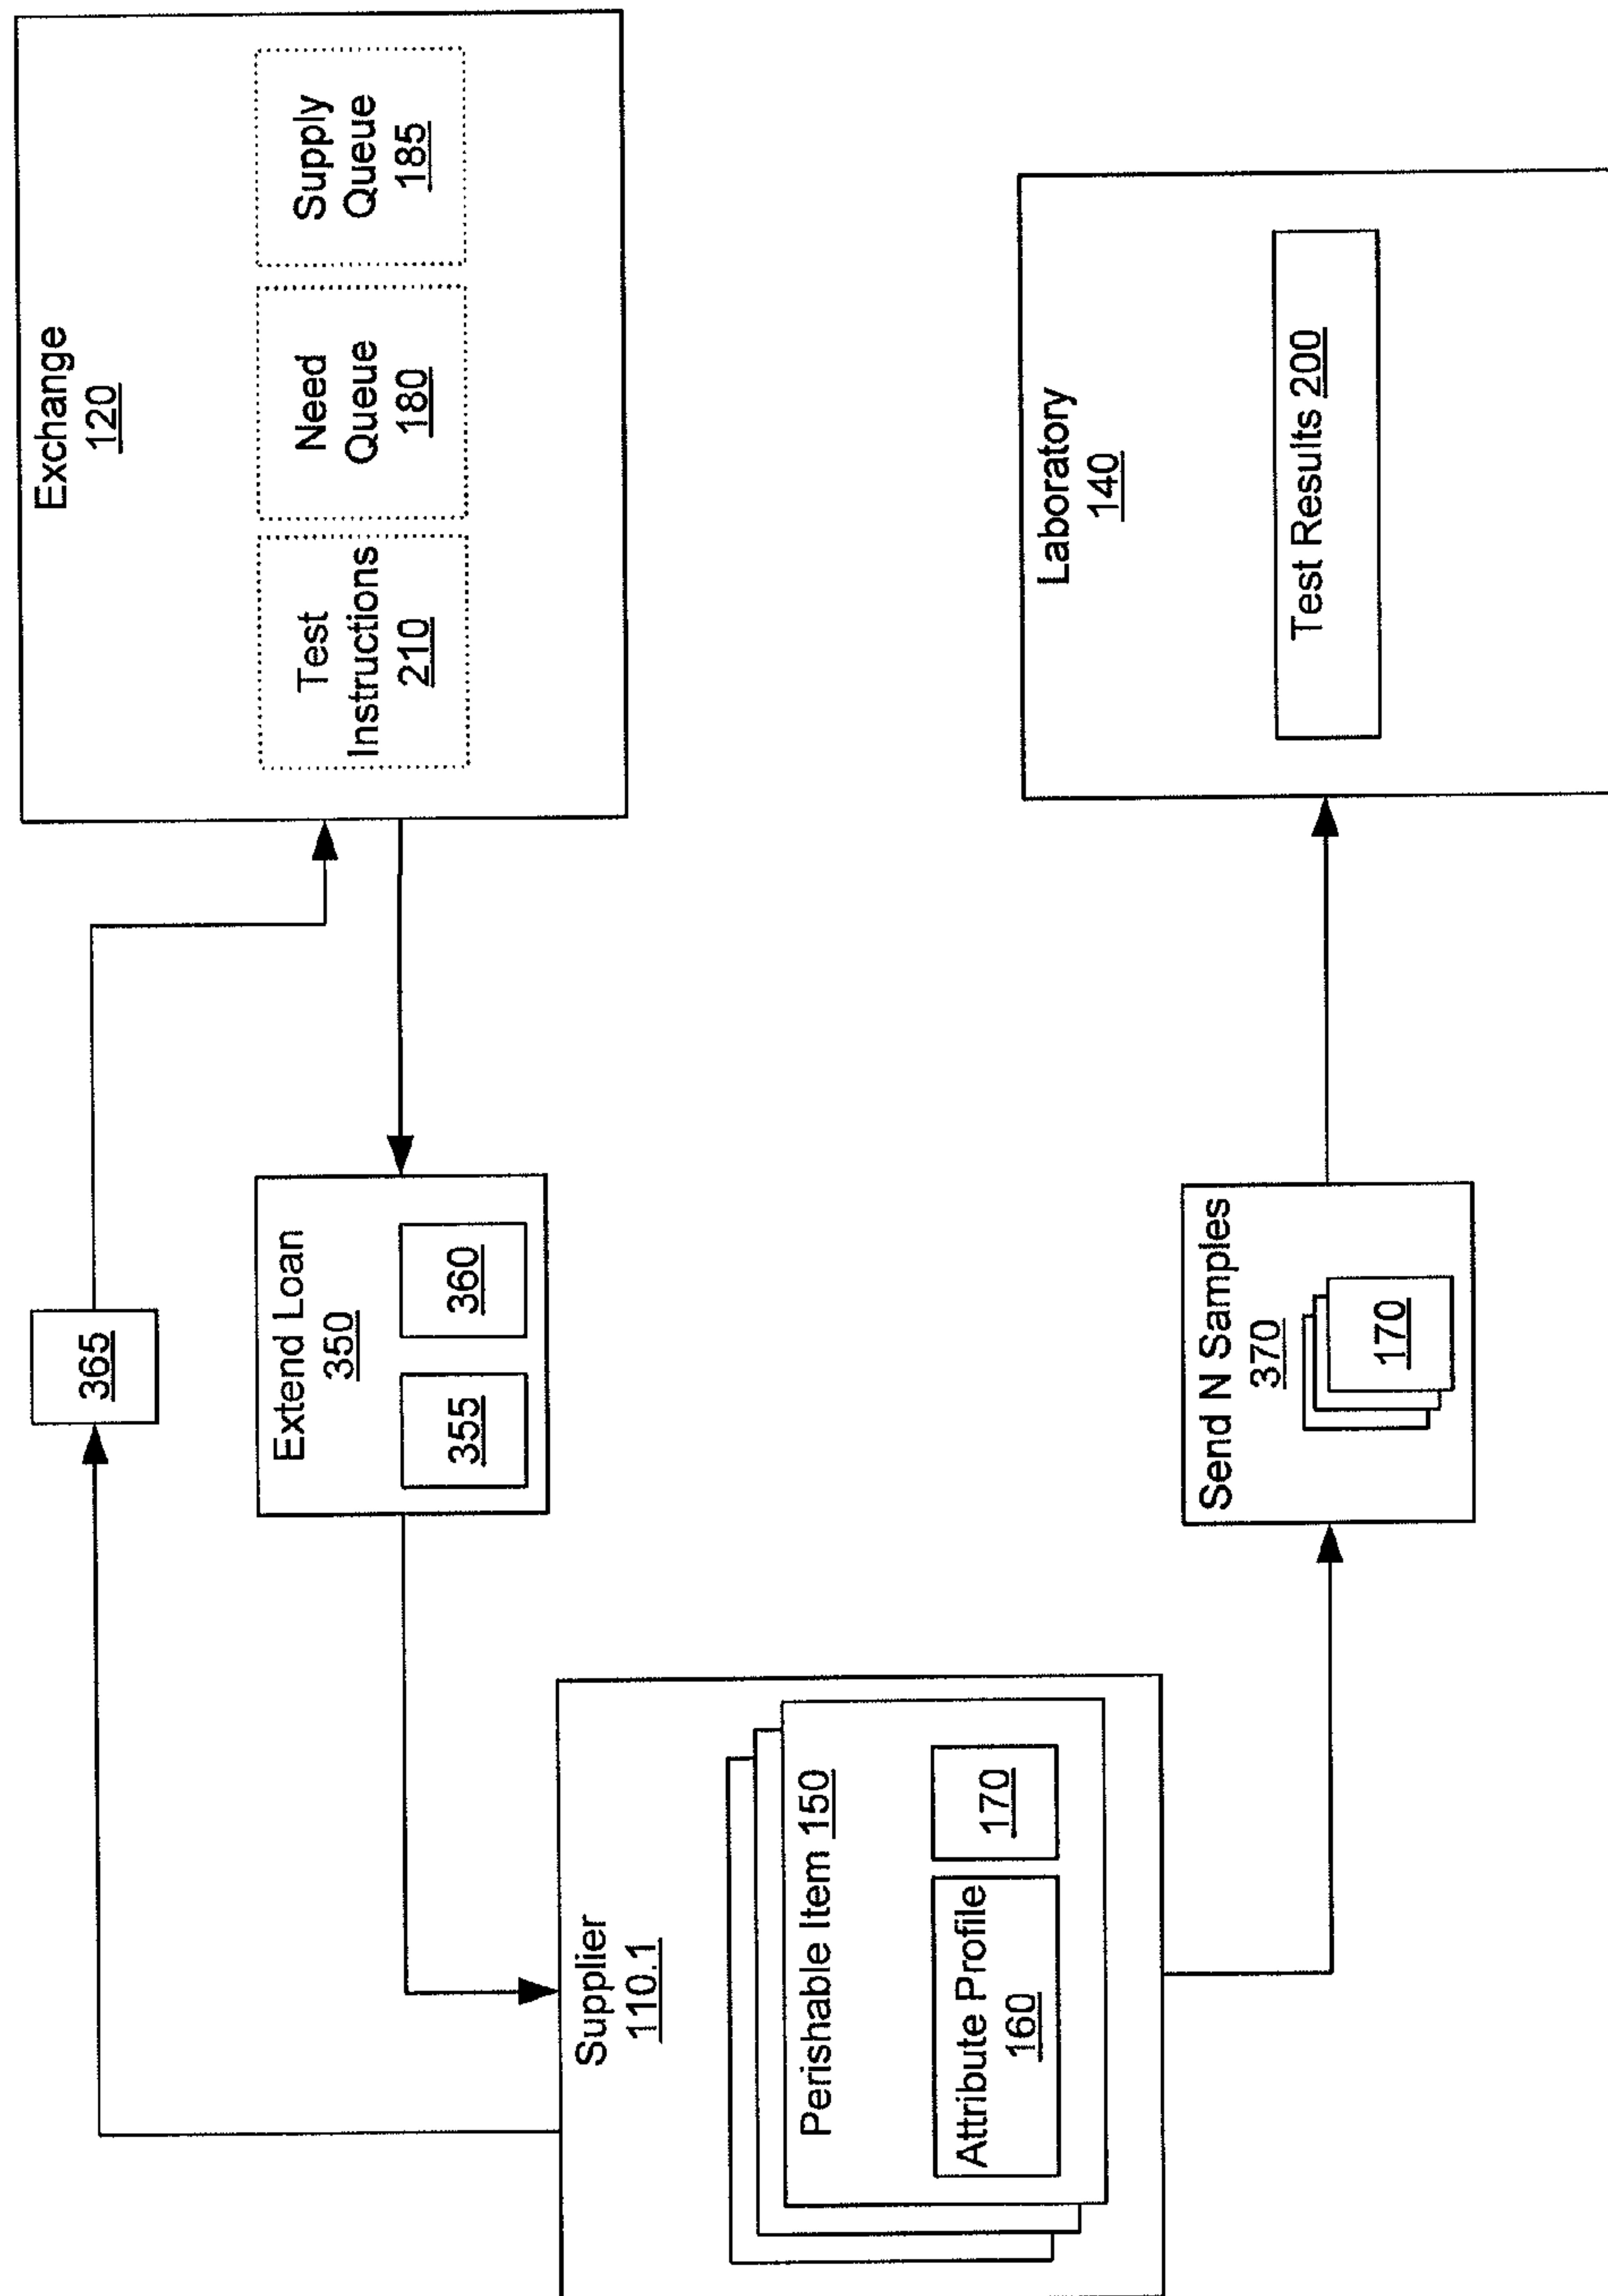 365
Exchange
120
Extend Loan
350
355
360
Test
Instructions
210
Need
Queue
180
Supply
Queue
185
Supplier
110.1
Perishable Item 150
Attribute Profile
160
170
Send N Samples
370
170
Laboratory
140
Test Results 200